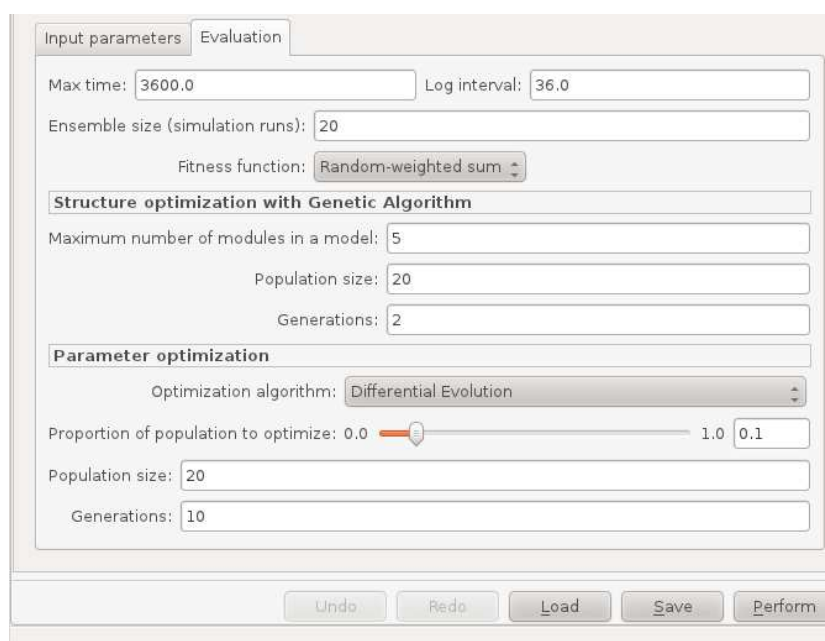 Input parameters Evaluation
Max time: 3600.0 Log interval: 36.0
Ensemble size (simulation runs): 20
Fitness function: Random-weighted sum
Structure optimization with Genetic Algorithm
Maximum number of modules in a model: 5
Population size: 20
Generations: 2
Parameter optimization
Optimization algorithm: Differential Evolution
Proportion of population to optimize: 0.0 1.0 0.1
Population size: 20
Generations: 10
Undo Redo Load Save Perform